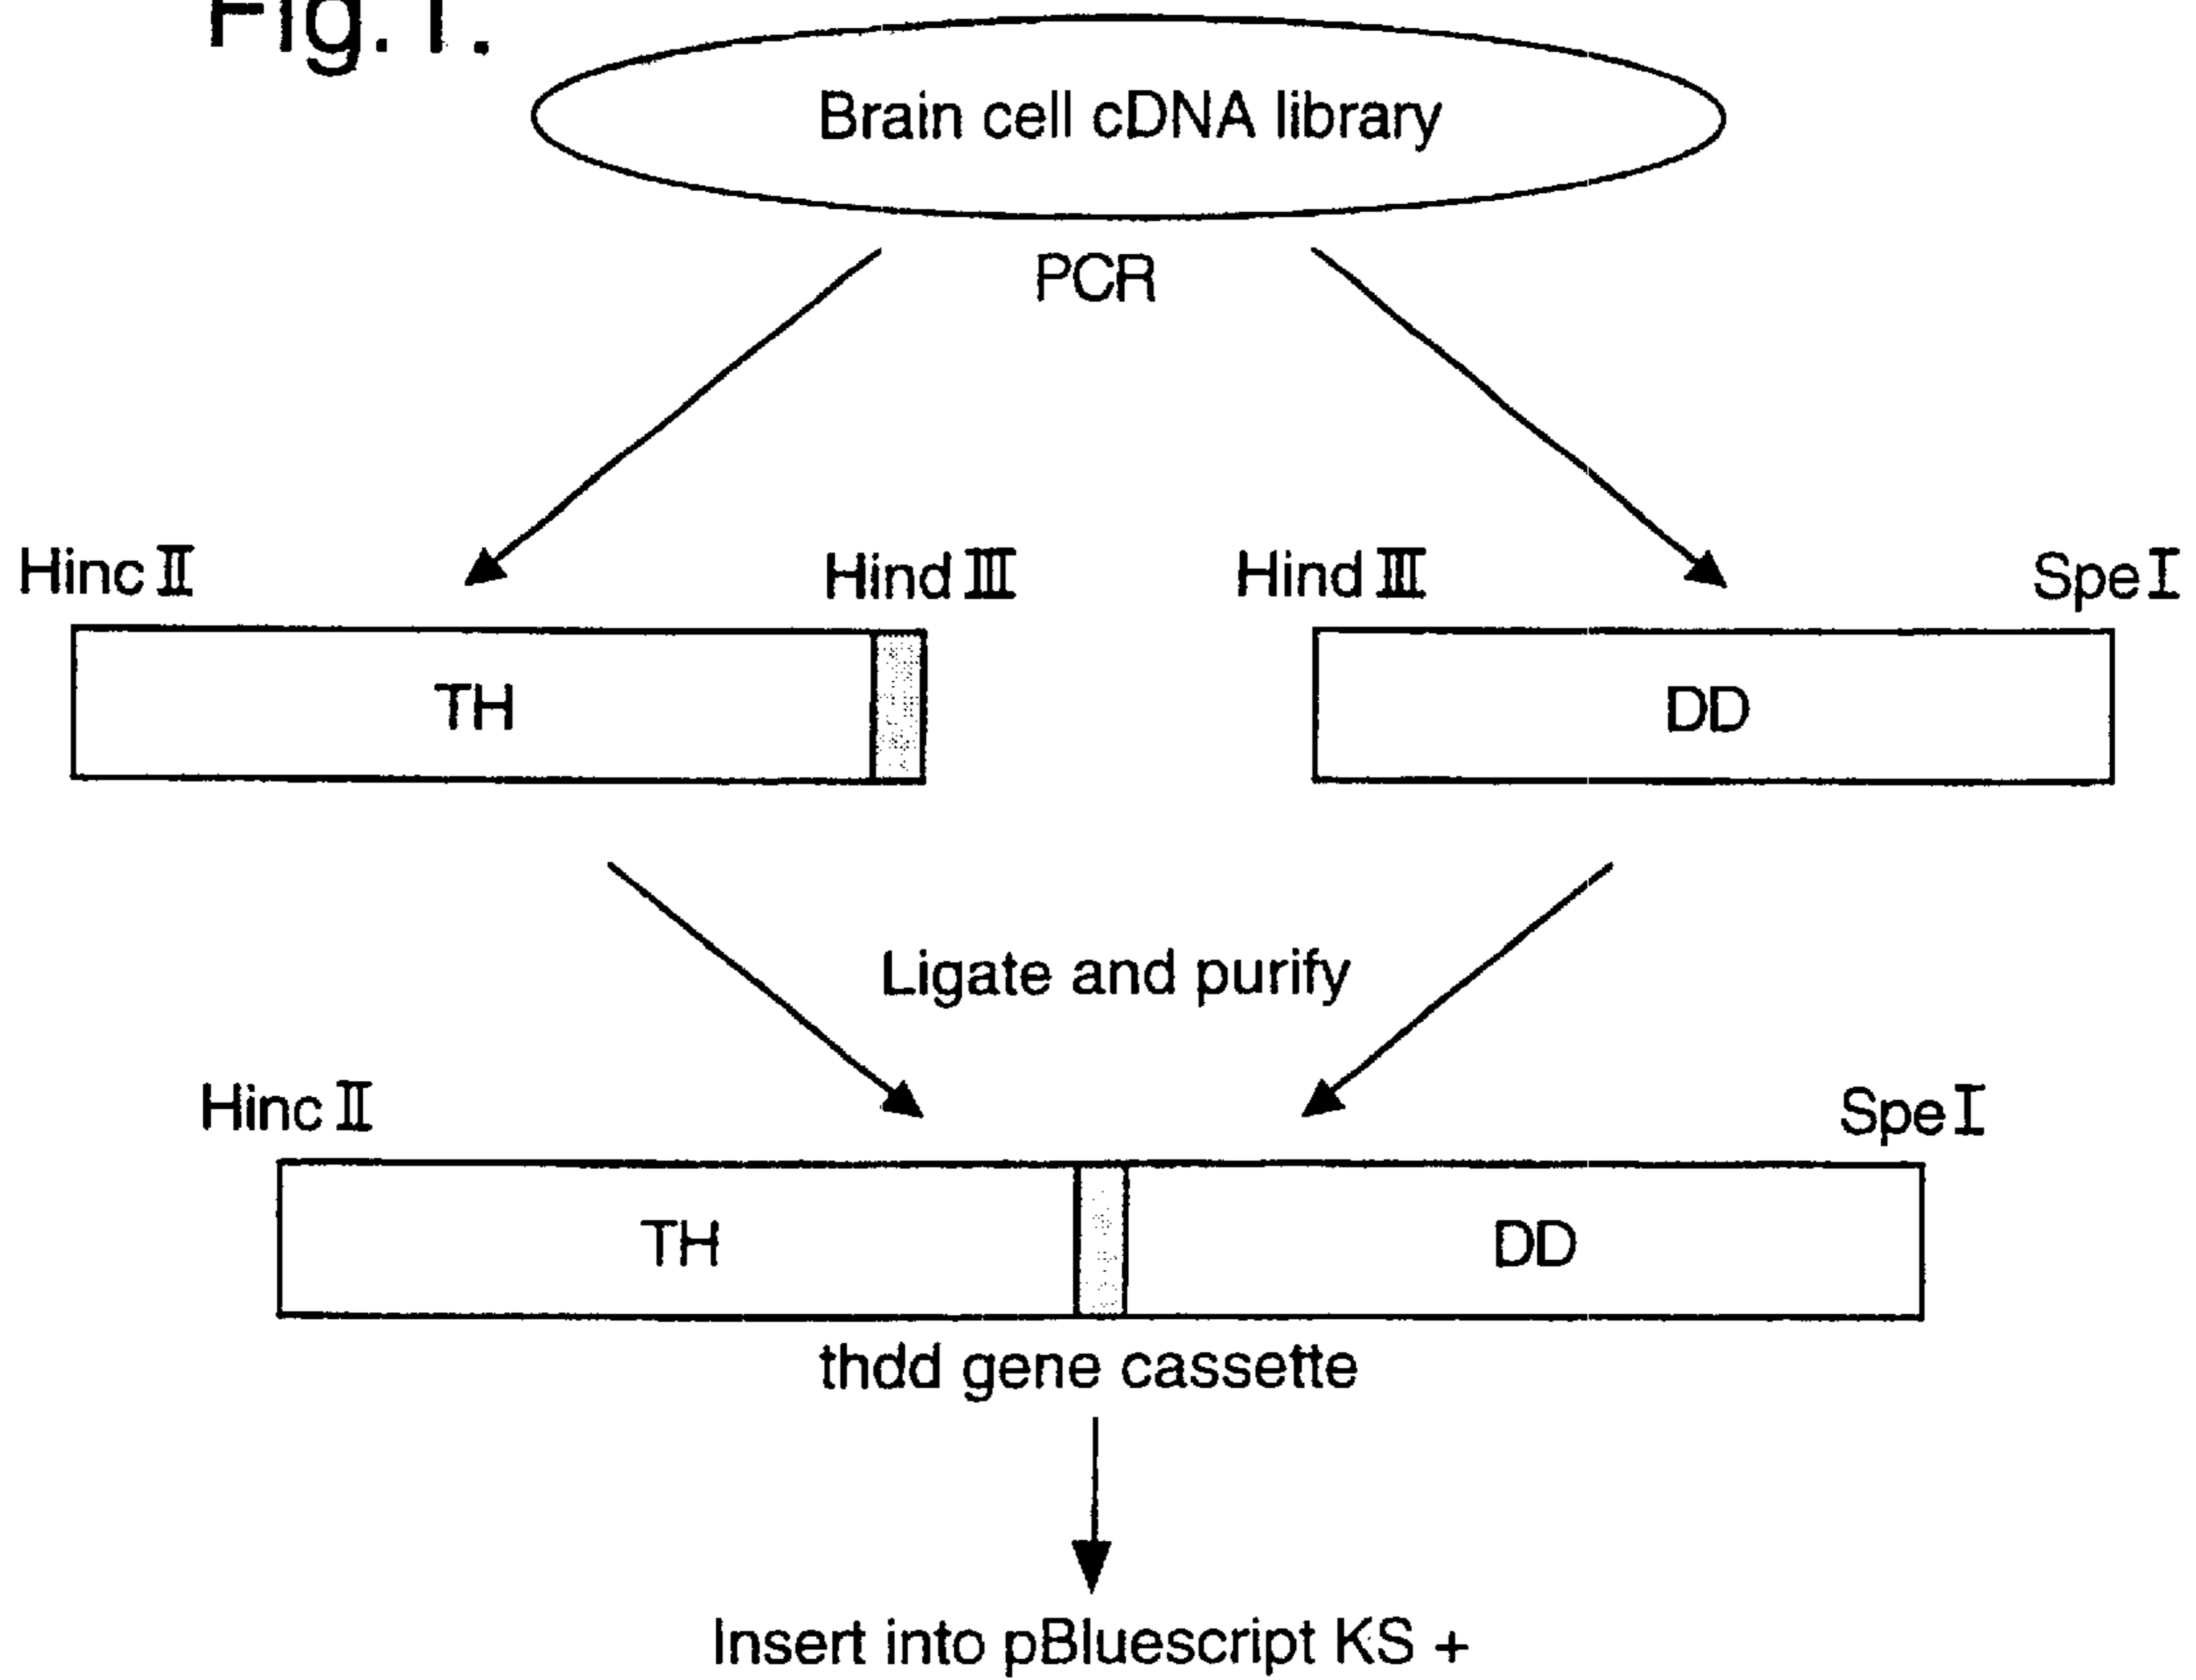 Fig.1.
Brain cell cDNA library
PCR
Hinc II
Hind III
Hind III
Spe I
TH
DD
Ligate and purify
Hinc II
Spe I
TH
DD
thdd gene cassette
Insert into pBluescript KS +